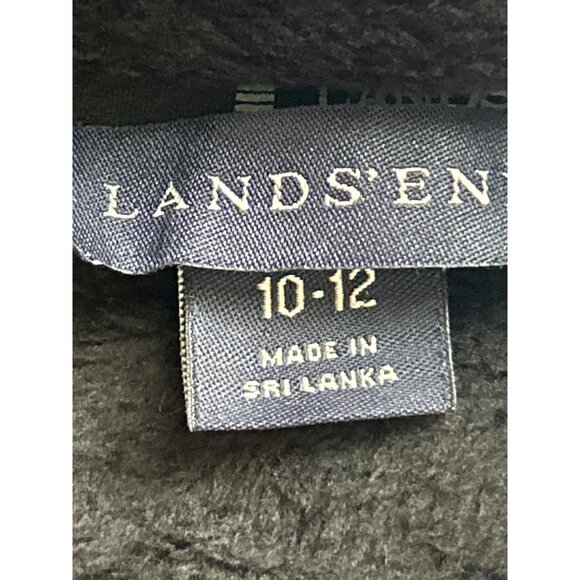 LANDS' EN
10-12
MADE IN
SRI LANKA